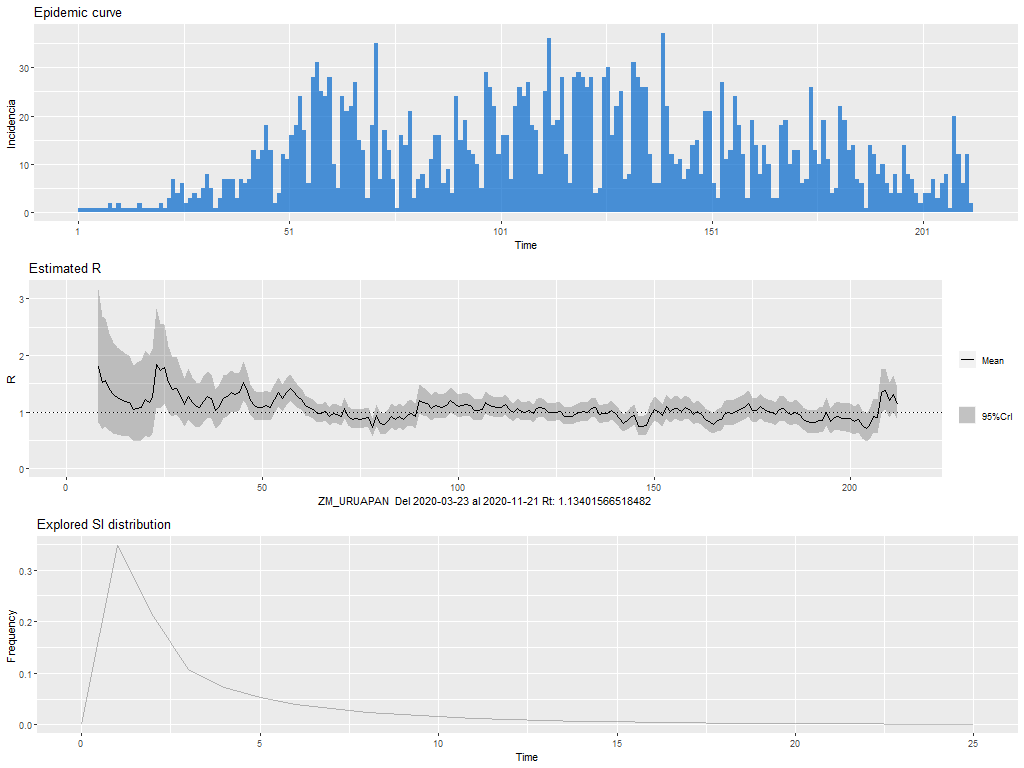 Epidemic curve
Incidencia
30
20
10
0
1 51 101 151 201
Time
Estimated R
R
3
2
1
0
0 50 100 150 200
Mean
95%CrI
ZM_URUAPAN Del 2020-03-23 al 2020-11-21 Rt: 1.13401566518482
Explored SI distribution
Frequency
0.3
0.2
0.1
0.0
0 5 10 15 20 25
Time